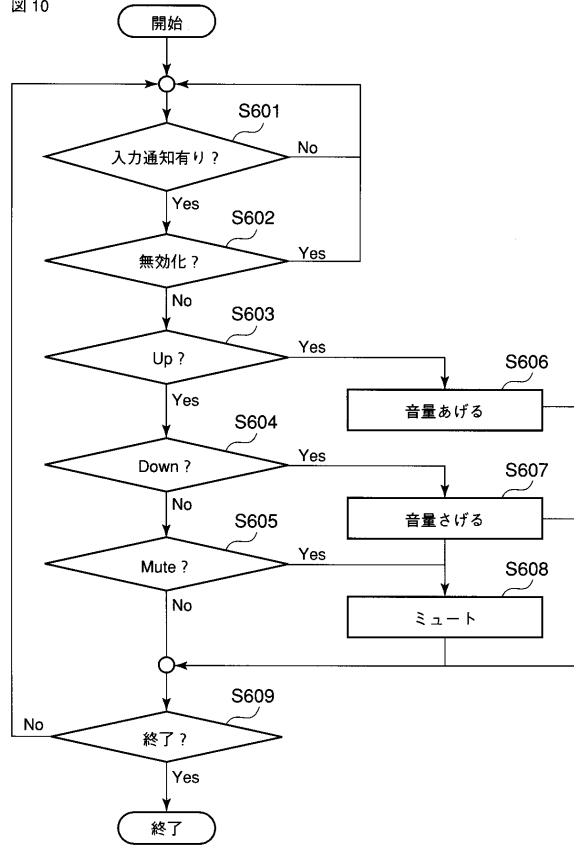 図 10
開始
S601
入力通知有り？
No
Yes
S602
無効化？
Yes
No
S603
Up？
Yes
S606
音量あげる
Yes
S604
Down？
Yes
S607
音量さげる
No
S605
Mute？
Yes
S608
ミュート
No
S609
終了？
No
Yes
終了